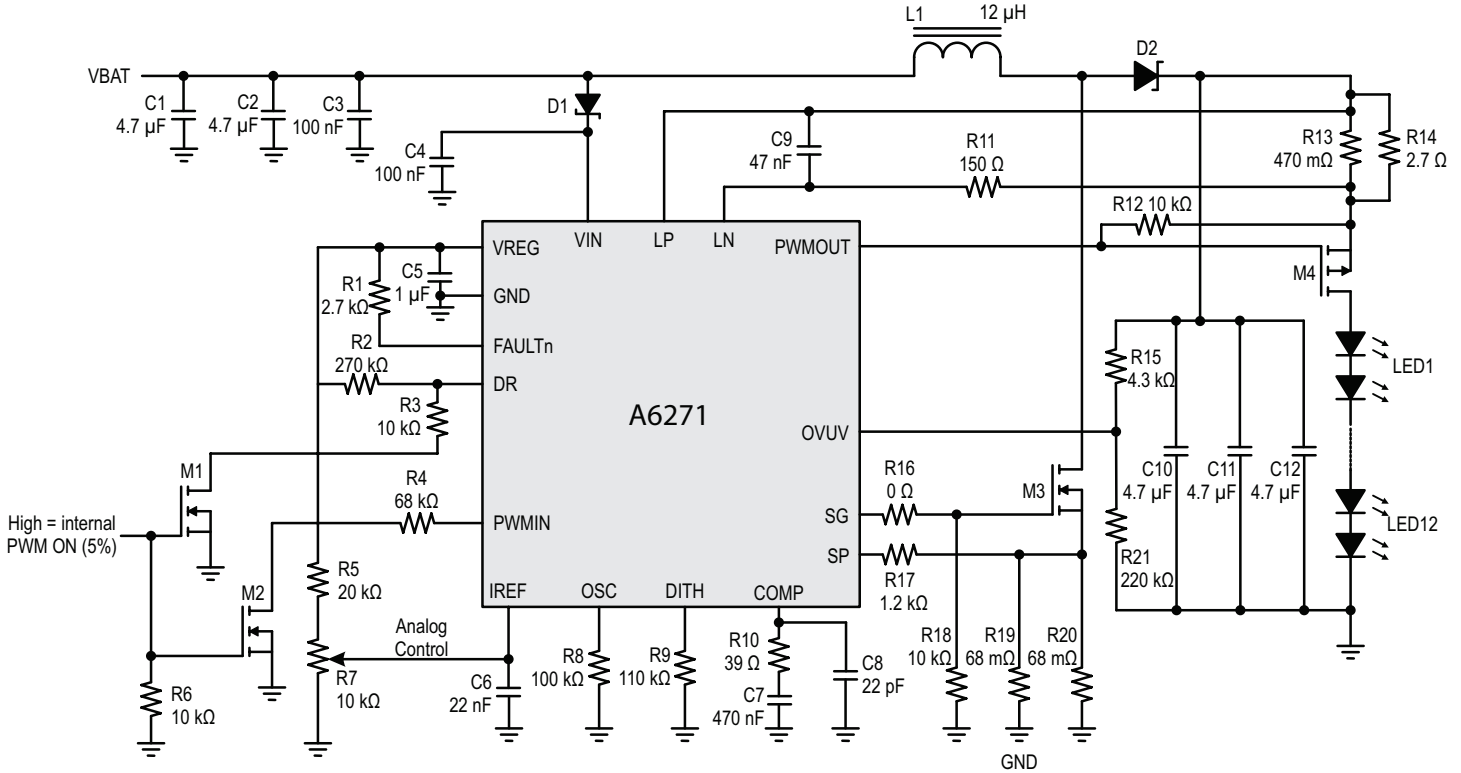 L1
12 µH
D2
VBAT
C1
4.7 µF
C2
4.7 µF
C3
100 nF
D1
C4
100 nF
C9
47 nF
R11
150 Ω
R13
470 mΩ
R14
2.7 Ω
R12 10 kΩ
VREG
VIN
LP
LN
PWMOUT
M4
R1
2.7 kΩ
C5
1 µF
GND
FAULTn
R2
270 kΩ
DR
R3
10 kΩ
A6271
OVUV
R15
4.3 kΩ
LED1
M1
High = internal
PWM ON (5%)
R4
68 kΩ
PWMIN
R16
0 Ω
SG
M3
SP
R17
1.2 kΩ
C10
4.7 µF
C11
4.7 µF
C12
4.7 µF
LED12
R21
220 kΩ
M2
R5
20 kΩ
IREF
OSC
DITH
COMP
Analog
Control
R6
10 kΩ
R7
10 kΩ
C6
22 nF
R8
100 kΩ
R9
110 kΩ
R10
39 Ω
C7
470 nF
C8
22 pF
R18
10 kΩ
R19
68 mΩ
R20
68 mΩ
GND